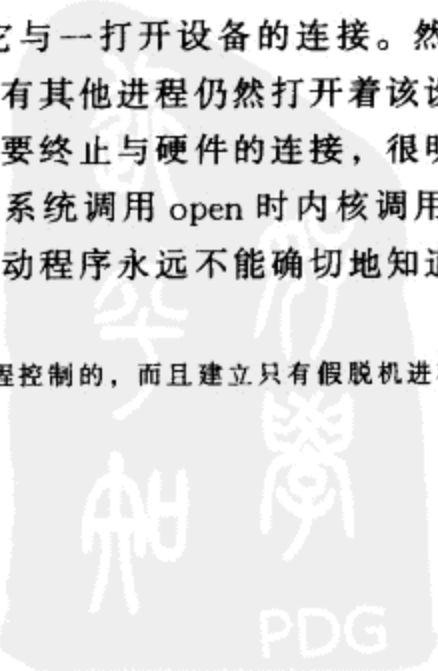 它与一打开设备的连接。然
有其他进程仍然打开着该设
要终止与硬件的连接，很明
系统调用 open 时内核调用
动程序永远不能确切地知道
程控制的，而且建立只有假脱机进程
PDG